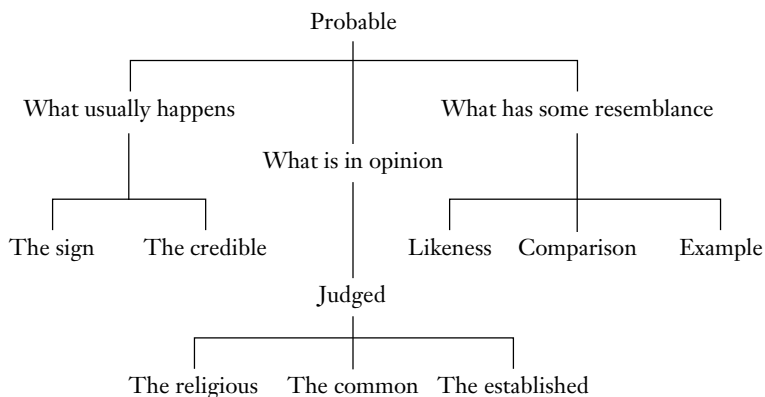 Probable
What usually happens
What has some resemblance
What is in opinion
The sign
The credible
Likeness
Comparison
Example
Judged
The religious
The common
The established